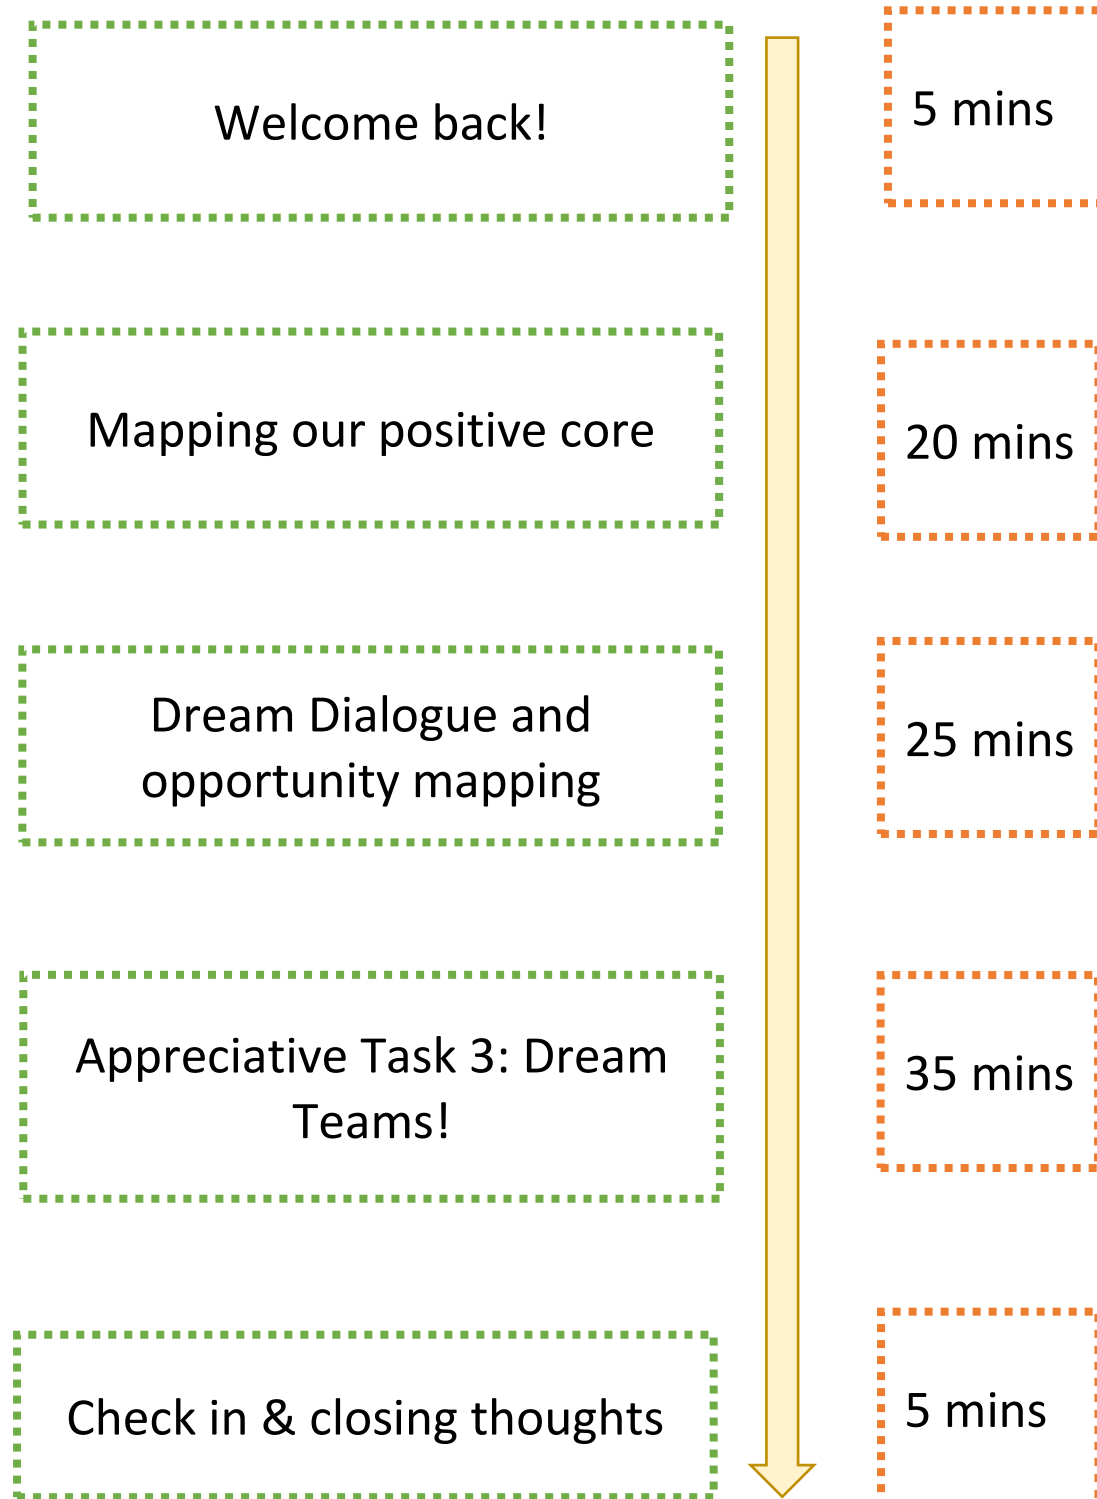 Welcome back!
5 mins
Mapping our positive core
20 mins
Dream Dialogue and
opportunity mapping
25 mins
Appreciative Task 3: Dream
Teams!
35 mins
Check in & closing thoughts
5 mins